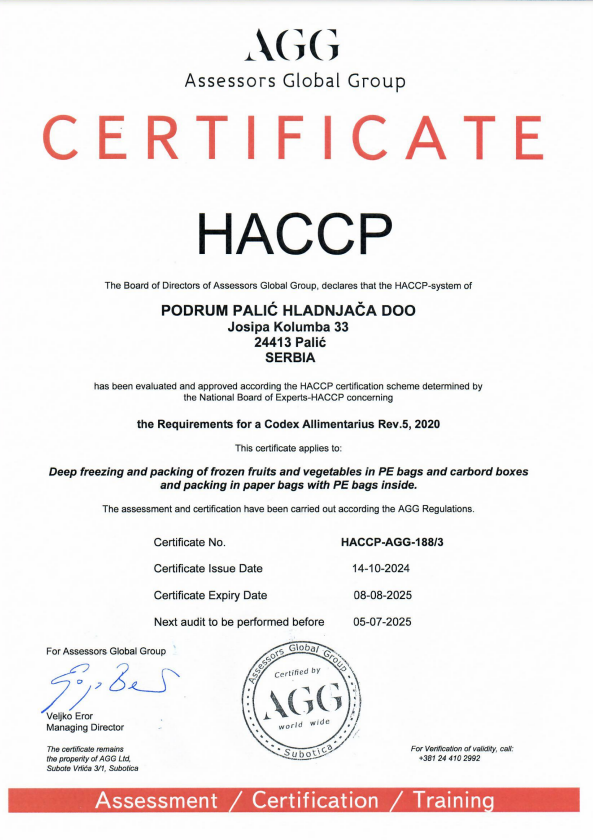 AGG
Assessors Global Group
CERTIFICATE
HACCP
The Board of Directors of Assessors Global Group, declares that the HACCP-system of
PODRUM PALIĆ HLADNJAČA DOO
Josipa Kolumba 33
24413 Palić
SERBIA
has been evaluated and approved according the HACCP certification scheme determined by
the National Board of Experts-HACCP concerning
the Requirements for a Codex Allimentarius Rev.5, 2020
This certificate applies to:
Deep freezing and packing of frozen fruits and vegetables in PE bags and carbord boxes
and packing in paper bags with PE bags inside.
The assessment and certification have been carried out according the AGG Regulations.
Certificate No. HACCP-AGG-188/3
Certificate Issue Date 14-10-2024
Certificate Expiry Date 08-08-2025
Next audit to be performed before 05-07-2025
For Assessors Global Group
Veljko Eror
Managing Director
Assessors Global Group
Certified by
AGG
world wide
Subotica
The certificate remains
the properity of AGG Ltd,
Subote Vrlića 3/1, Subotica
For Verification of validity, call:
+381 24 410 2992
Assessment / Certification / Training